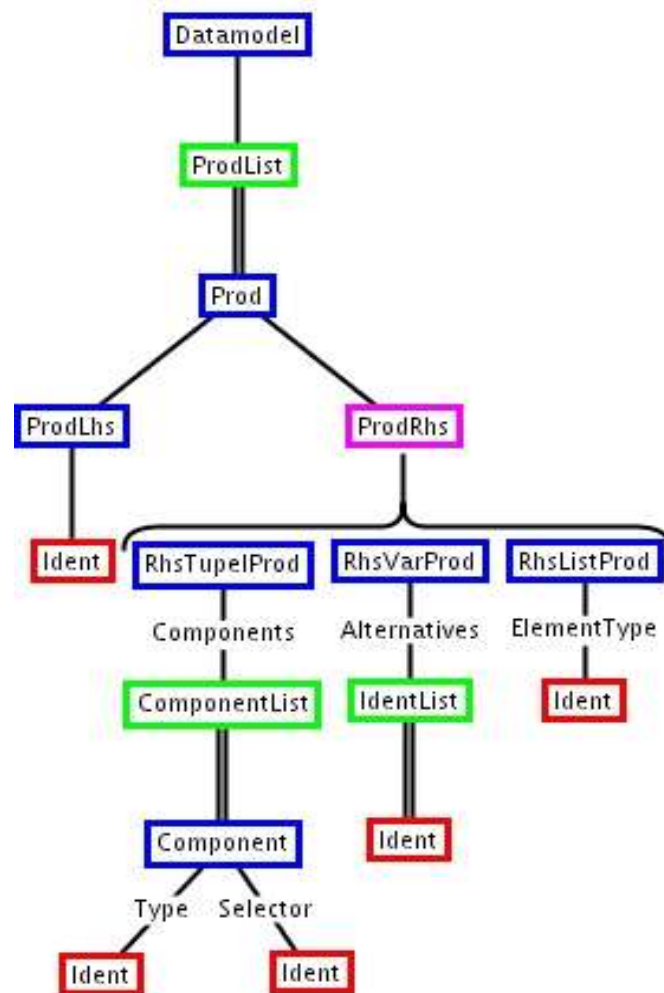 Datamodel
ProdList
Prod
ProdLhs ProdRhs
Ident RhsTupelProd RhsVarProd RhsListProd
Components Alternatives ElementType
ComponentList IdentList Ident
Component Ident
Type Selector
Ident Ident